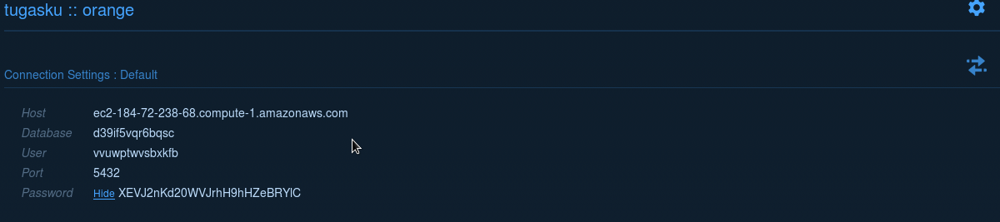 tugasku :: orange
Connection Settings : Default
Host ec2-184-72-238-68.compute-1.amazonaws.com
Database d39if5vqr6bqsc
User vvuwptwvsbxkfb
Port 5432
Password Hide XEVJ2nKd20WVJrhH9hHZeBRYlC